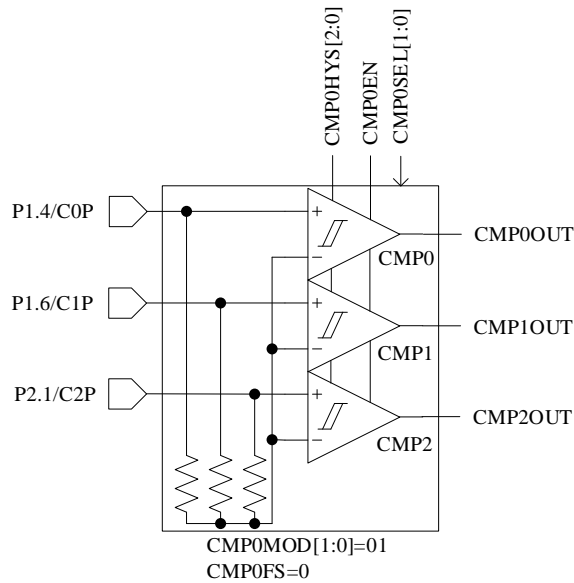 CMP0HYS[2:0]
CMP0EN
CMP0SEL[1:0]
P1.4/C0P
+
−
CMP0
CMP0OUT
P1.6/C1P
+
−
CMP1
CMP1OUT
P2.1/C2P
+
−
CMP2
CMP2OUT
CMP0MOD[1:0]=01
CMP0FS=0